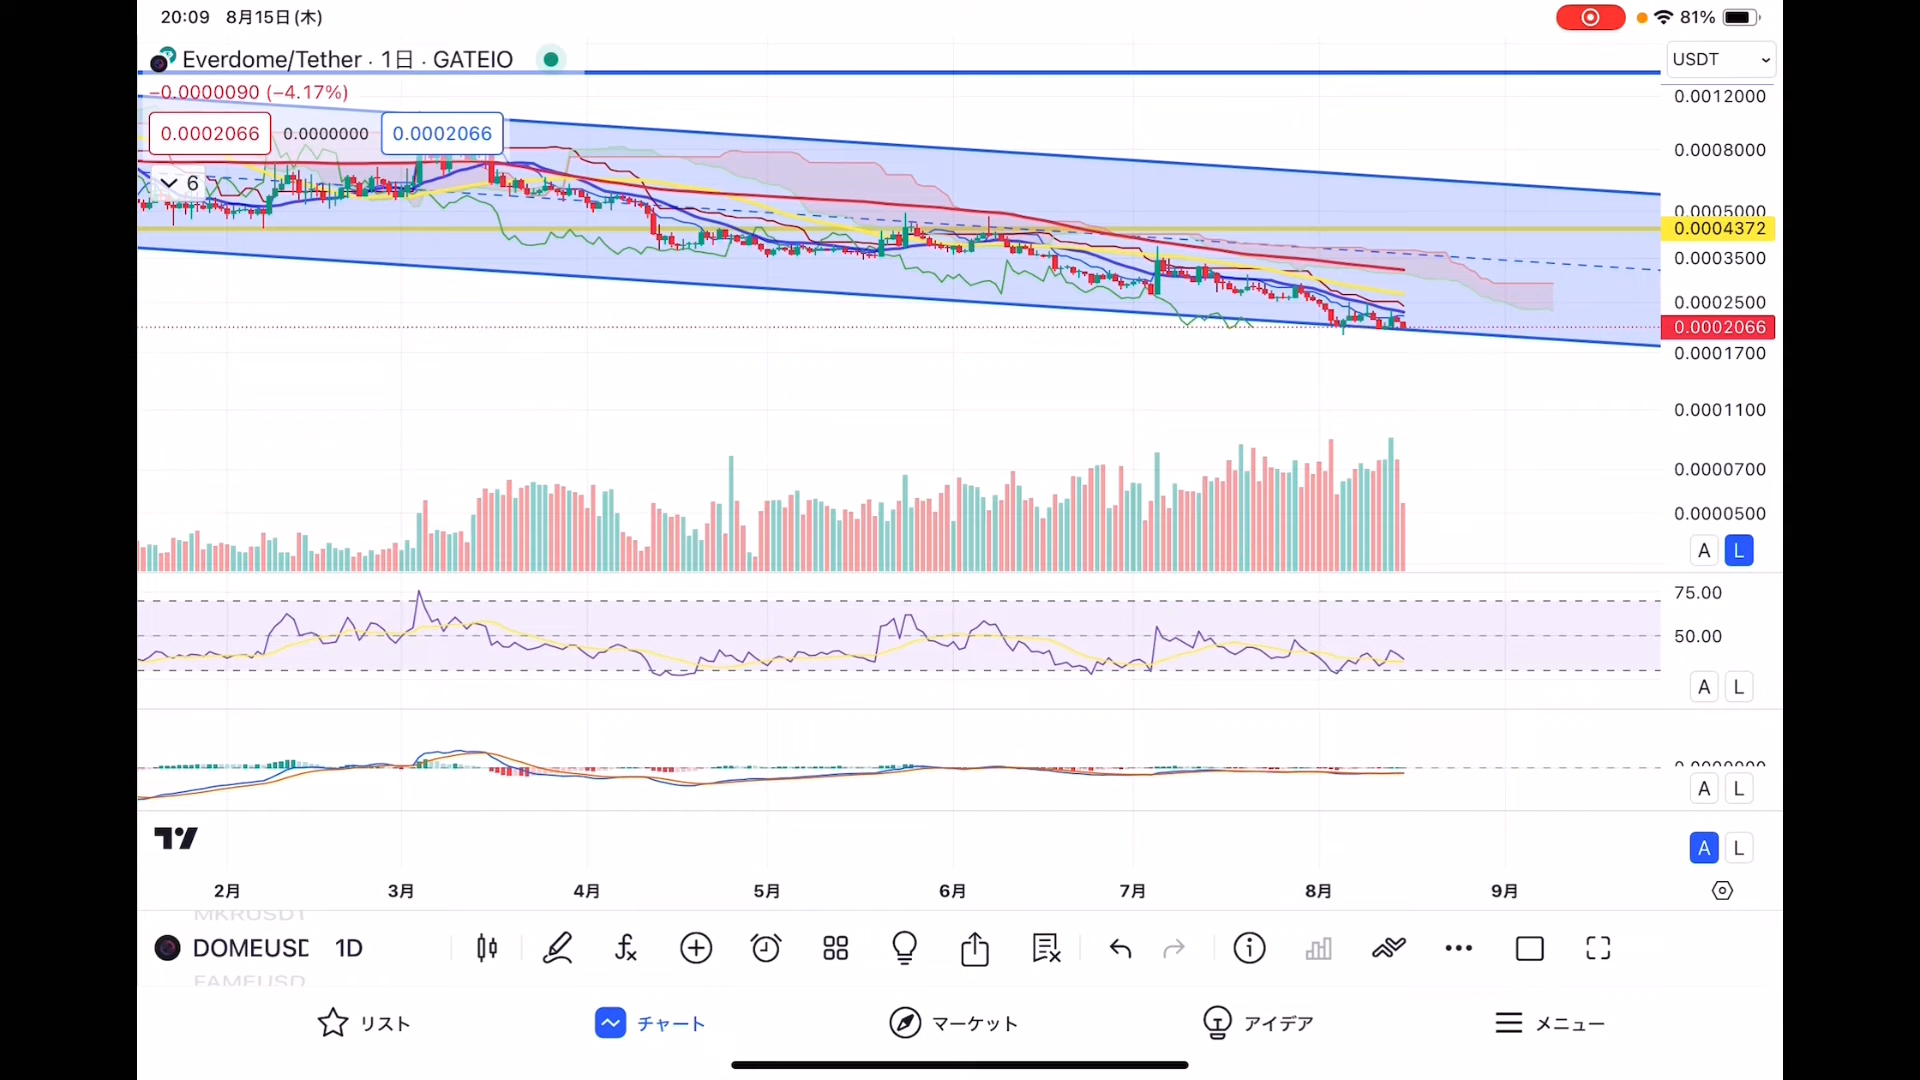 20:09 8月15日(木)
81%
Everdome/Tether · 1日 · GATEIO
USDT
−0.0000090 (−4.17%)
0.0002066 0.0000000 0.0002066
6
0.0012000
0.0008000
0.0005000
0.0004372
0.0003500
0.0002500
0.0002066
0.0001700
0.0001100
0.0000700
0.0000500
A L
75.00
50.00
A L
0.0000000
A L
A L
2月 3月 4月 5月 6月 7月 8月 9月
MKRUSDT
DOMEUSD 1D
FAMEUSD
リスト チャート マーケット アイデア メニュー